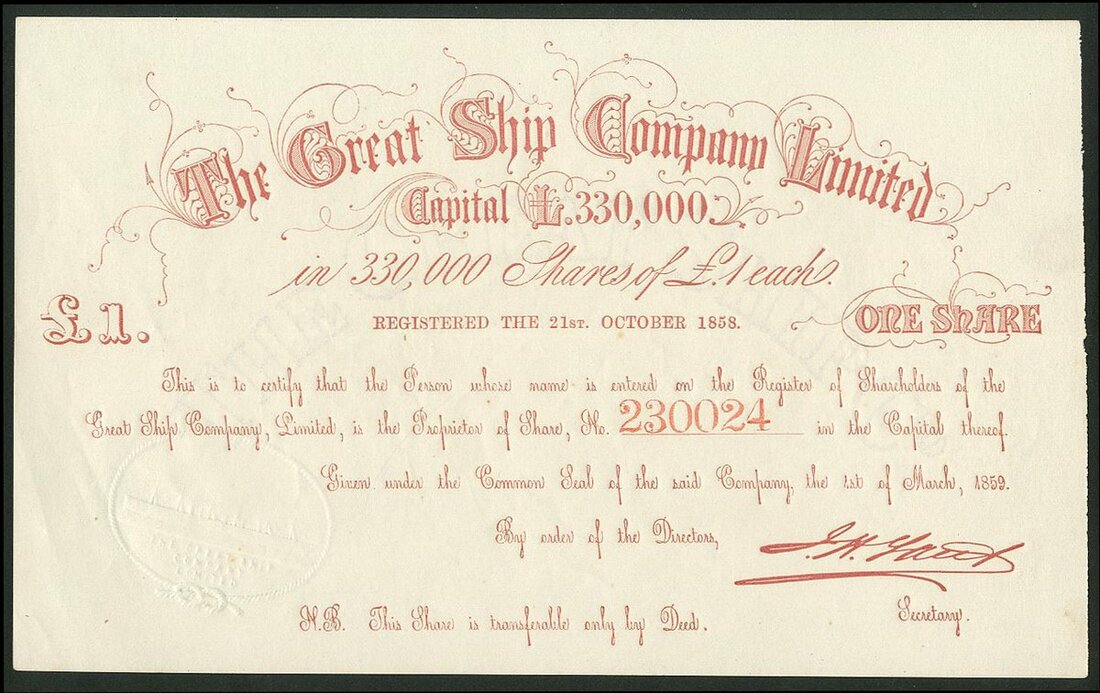 The Great Ship Company Limited
Capital £.330,000.
in 330,000 Shares of £.1 each.
£1.
REGISTERED THE 21ST. OCTOBER 1858.
ONE SHARE
This is to certify that the Person whose name is entered on the Register of Shareholders of the
Great Ship Company, Limited, is the Proprietor of Share, No. 230024 in the Capital thereof.
Given under the Common Seal of the said Company, the 1st of March, 1859.
By order of the Directors,
Secretary.
N.B. This Share is transferable only by Deed.